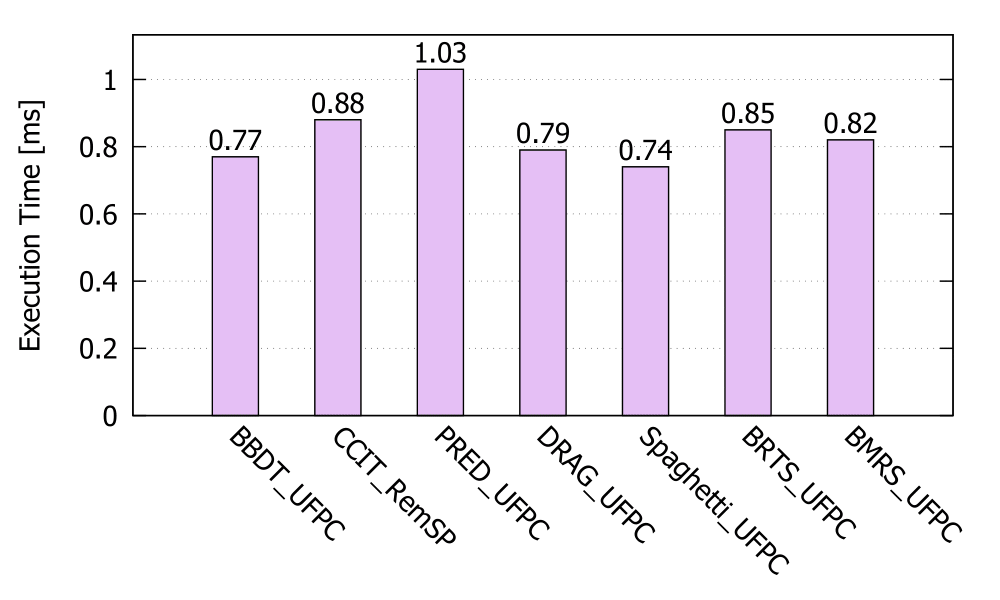 Execution Time [ms]
1
0.8
0.6
0.4
0.2
0
0.77
0.88
1.03
0.79
0.74
0.85
0.82
BBDT_UFPC
CCIT_RemSP
PRED_UFPC
DRAG_UFPC
Spaghetti_UFPC
BRTS_UFPC
BMRS_UFPC